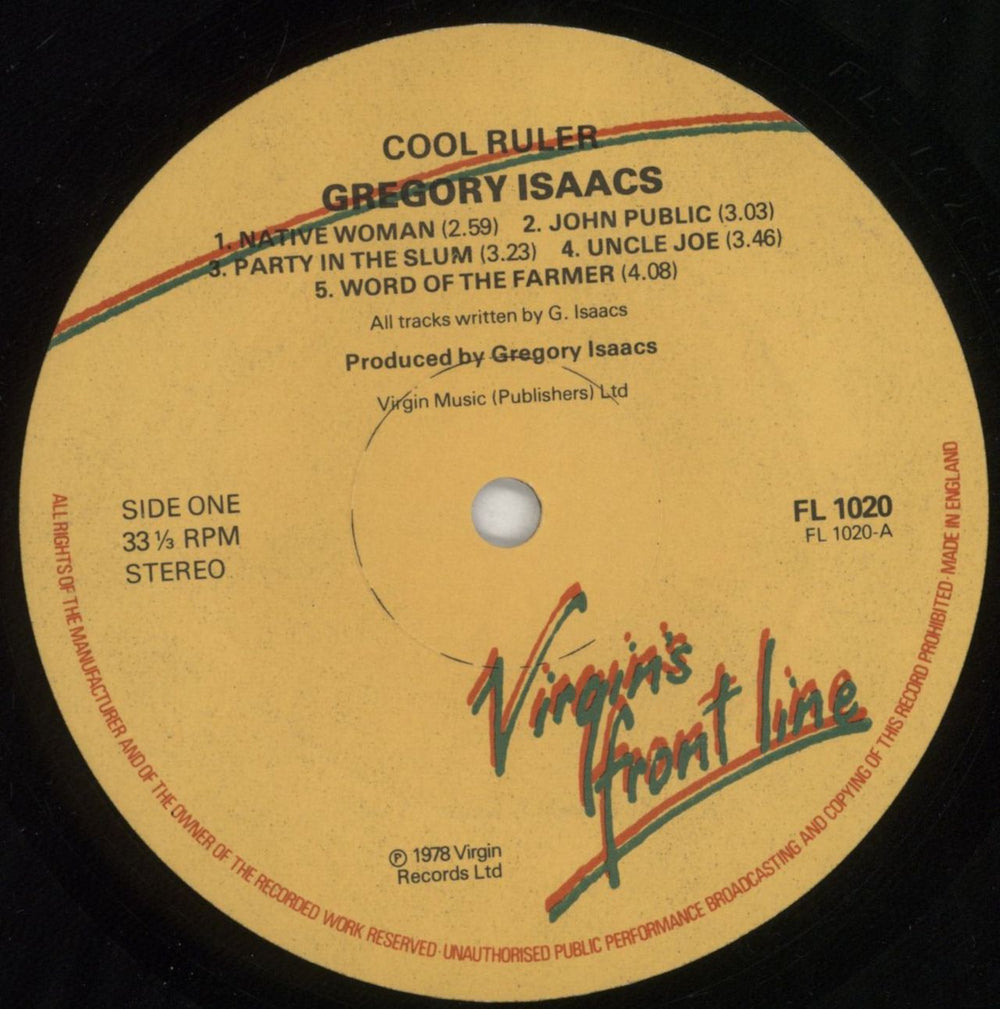 COOL RULER
GREGORY ISAACS
1. NATIVE WOMAN (2.59) 2. JOHN PUBLIC (3.03)
3. PARTY IN THE SLUM (3.23) 4. UNCLE JOE (3.46)
5. WORD OF THE FARMER (4.08)
All tracks written by G. Isaacs
Produced by Gregory Isaacs
Virgin Music (Publishers) Ltd
SIDE ONE
33 ⅓ RPM
STEREO
FL 1020
FL 1020-A
Virgin's
front line
℗ 1978 Virgin
Records Ltd
ALL RIGHTS OF THE MANUFACTURER AND OF THE OWNER OF THE RECORDED WORK RESERVED · UNAUTHORISED PUBLIC PERFORMANCE BROADCASTING AND COPYING OF THIS RECORD PROHIBITED · MADE IN ENGLAND